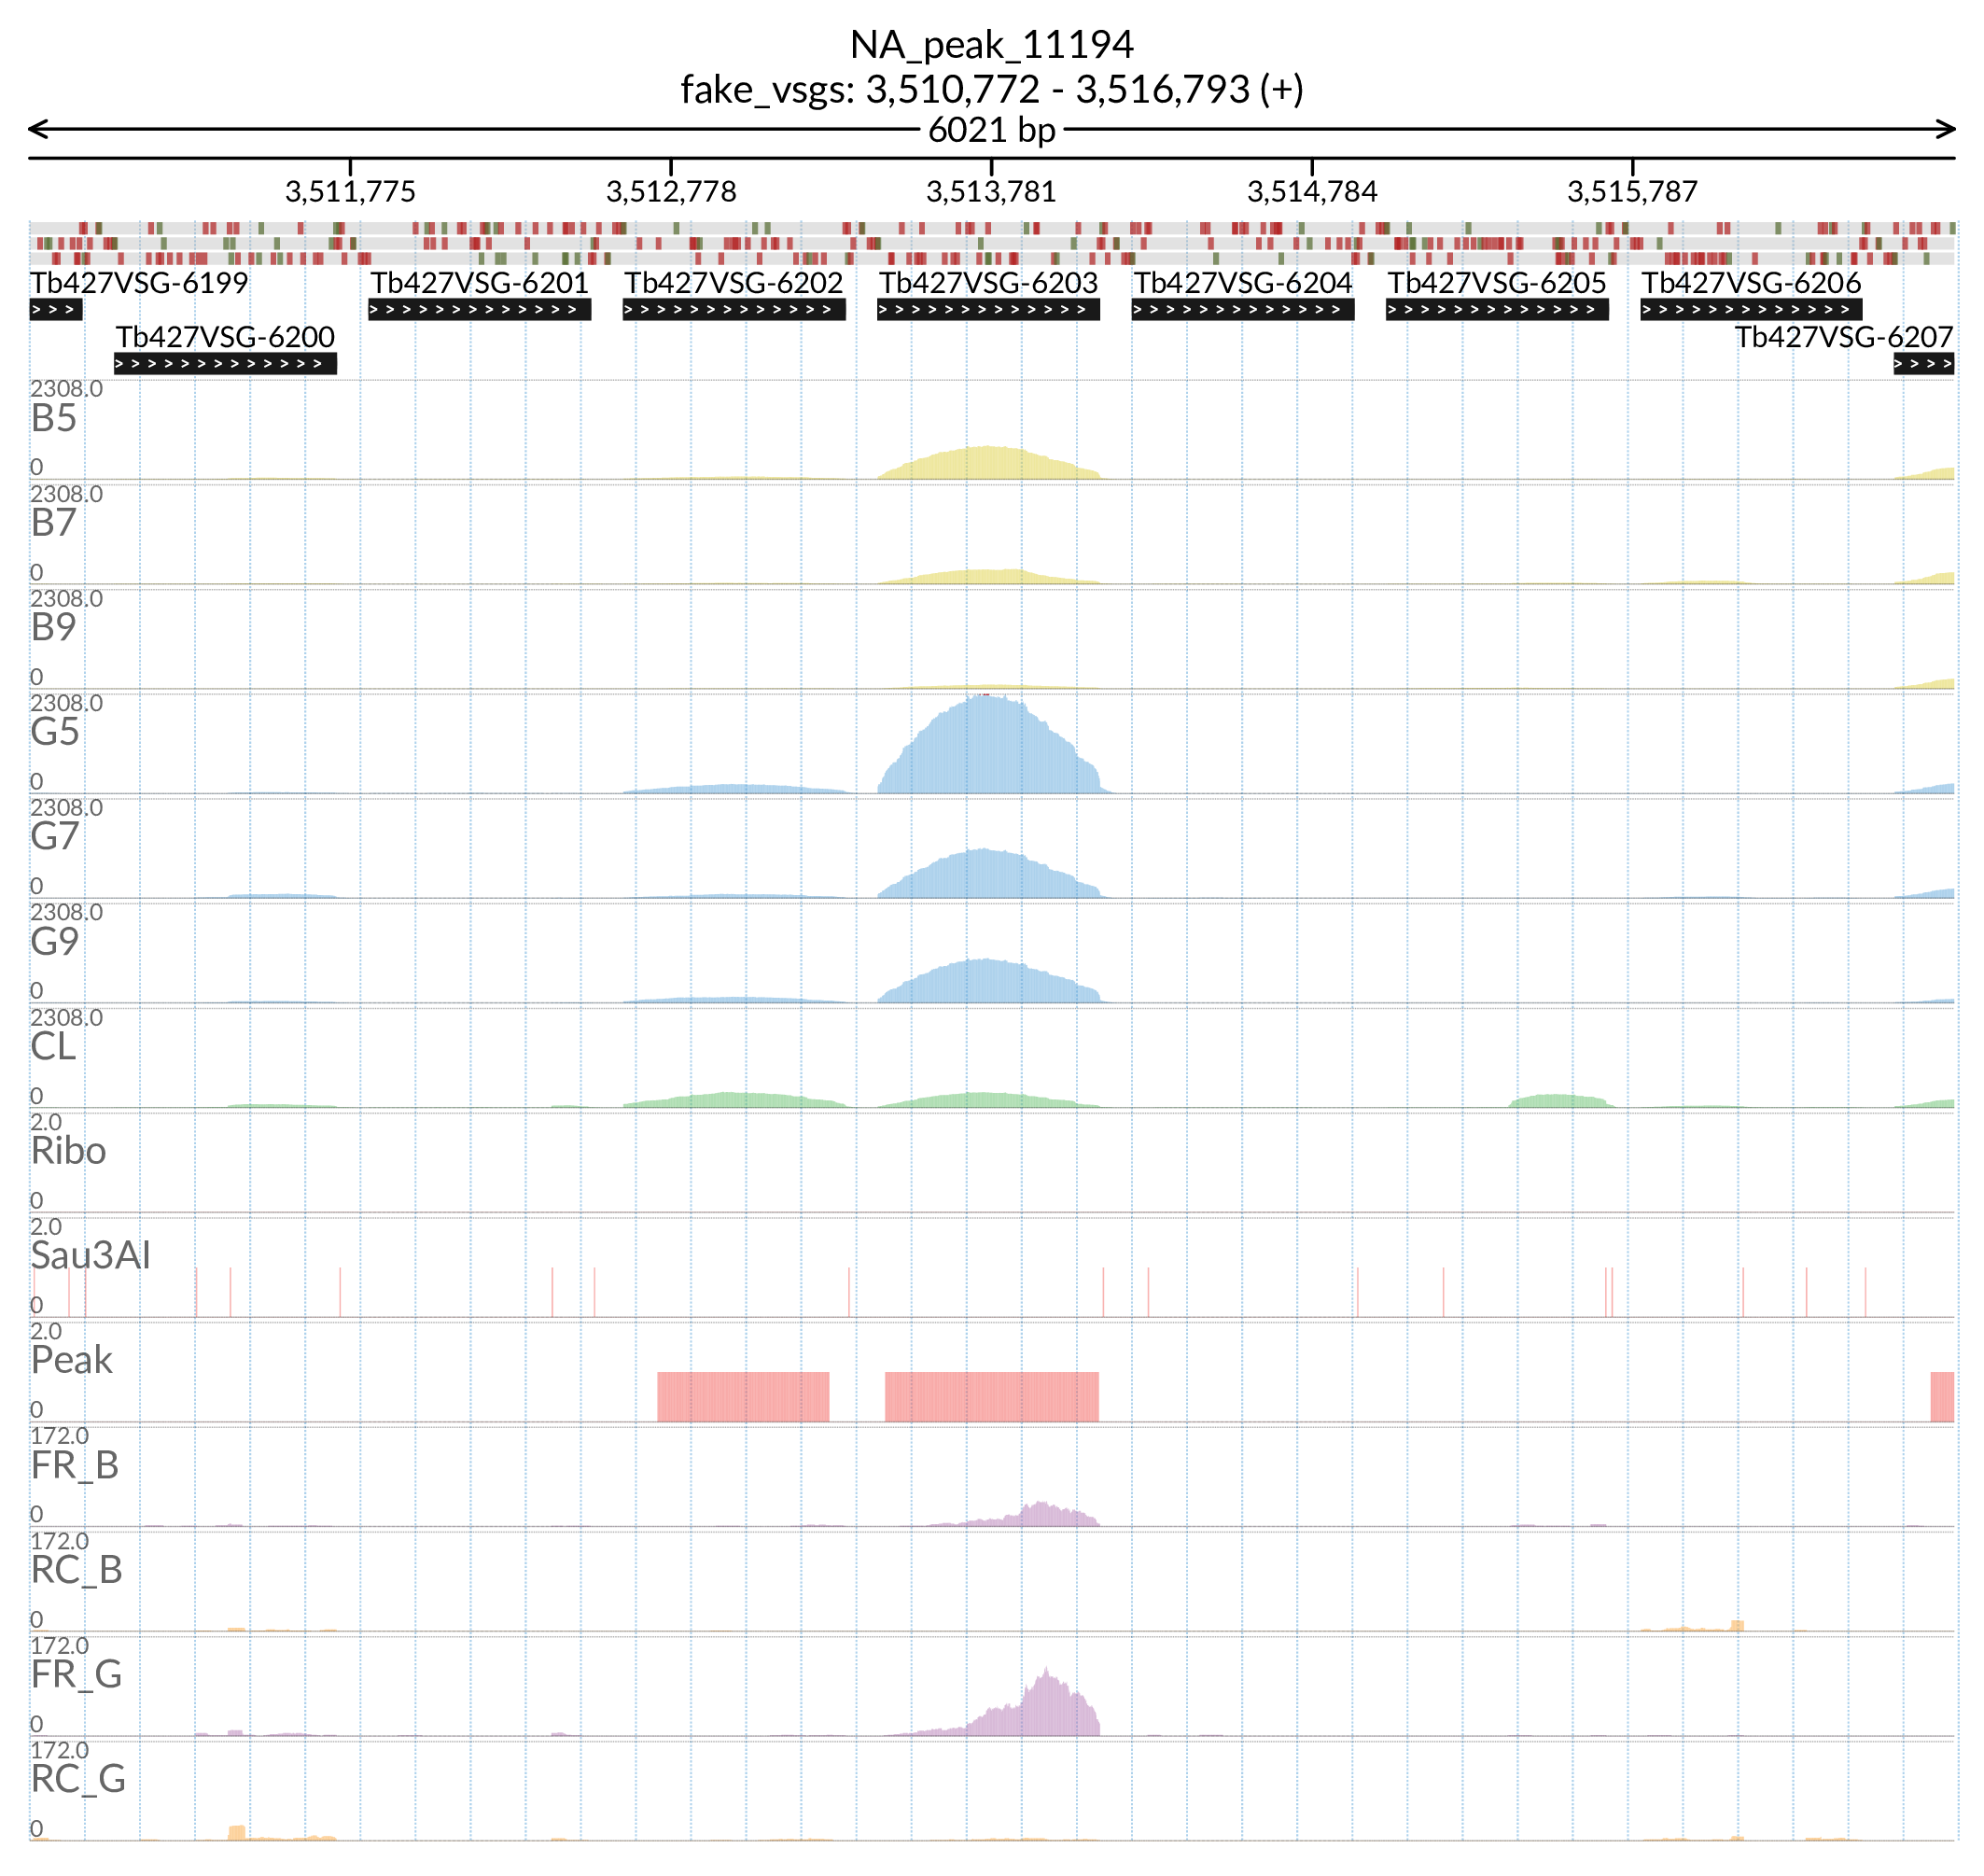 NA_peak_11194
fake_vsgs: 3,510,772 - 3,516,793 (+)
6021 bp
3,511,775 3,512,778 3,513,781 3,514,784 3,515,787
Tb427VSG-6199 Tb427VSG-6201 Tb427VSG-6202 Tb427VSG-6203 Tb427VSG-6204 Tb427VSG-6205 Tb427VSG-6206
Tb427VSG-6200 Tb427VSG-6207
2308.0
B5
0
2308.0
B7
0
2308.0
B9
0
2308.0
G5
0
2308.0
G7
0
2308.0
G9
0
2308.0
CL
0
2.0
Ribo
0
2.0
Sau3AI
0
2.0
Peak
0
172.0
FR_B
0
172.0
RC_B
0
172.0
FR_G
0
172.0
RC_G
0